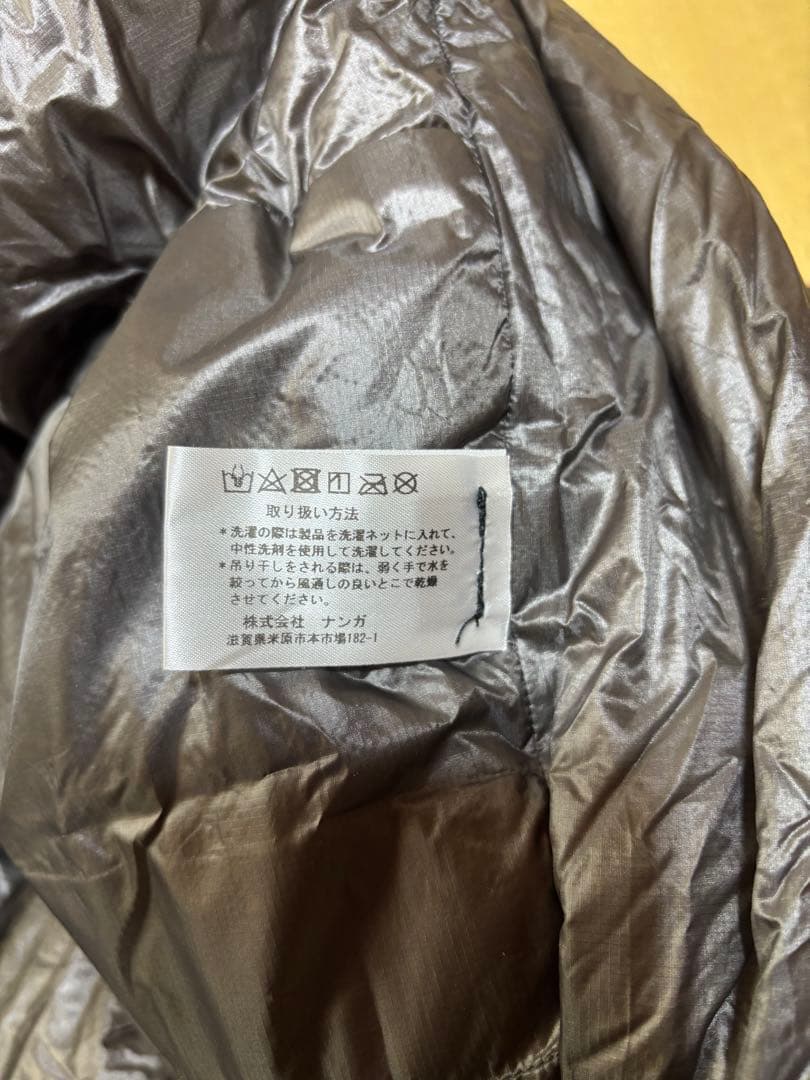 取り扱い方法
*洗濯の際は製品を洗濯ネットに入れて、
中性洗剤を使用して洗濯してください。
*吊り干しをされる際は、弱く手で水を
絞ってから風通しの良いとこで乾燥
させてください。
株式会社 ナンガ
滋賀県米原市本市場182-1